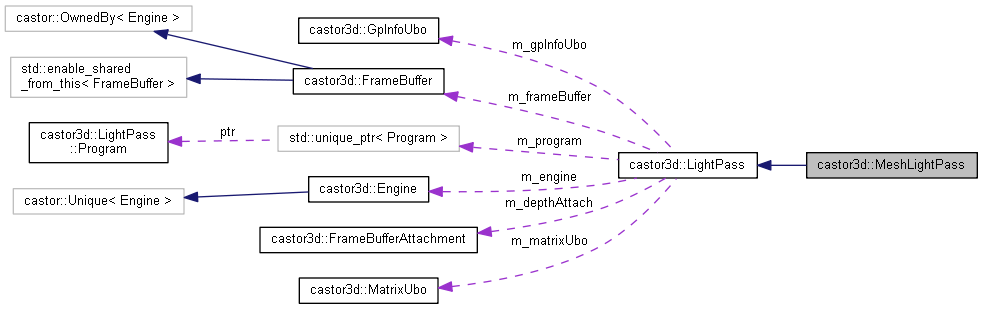 castor::OwnedBy< Engine >
castor3d::GpInfoUbo
m_gpInfoUbo
std::enable_shared
_from_this< FrameBuffer >
castor3d::FrameBuffer
m_frameBuffer
castor3d::LightPass
::Program
ptr
std::unique_ptr< Program >
m_program
castor3d::LightPass
castor3d::MeshLightPass
castor::Unique< Engine >
castor3d::Engine
m_engine
m_depthAttach
castor3d::FrameBufferAttachment
m_matrixUbo
castor3d::MatrixUbo